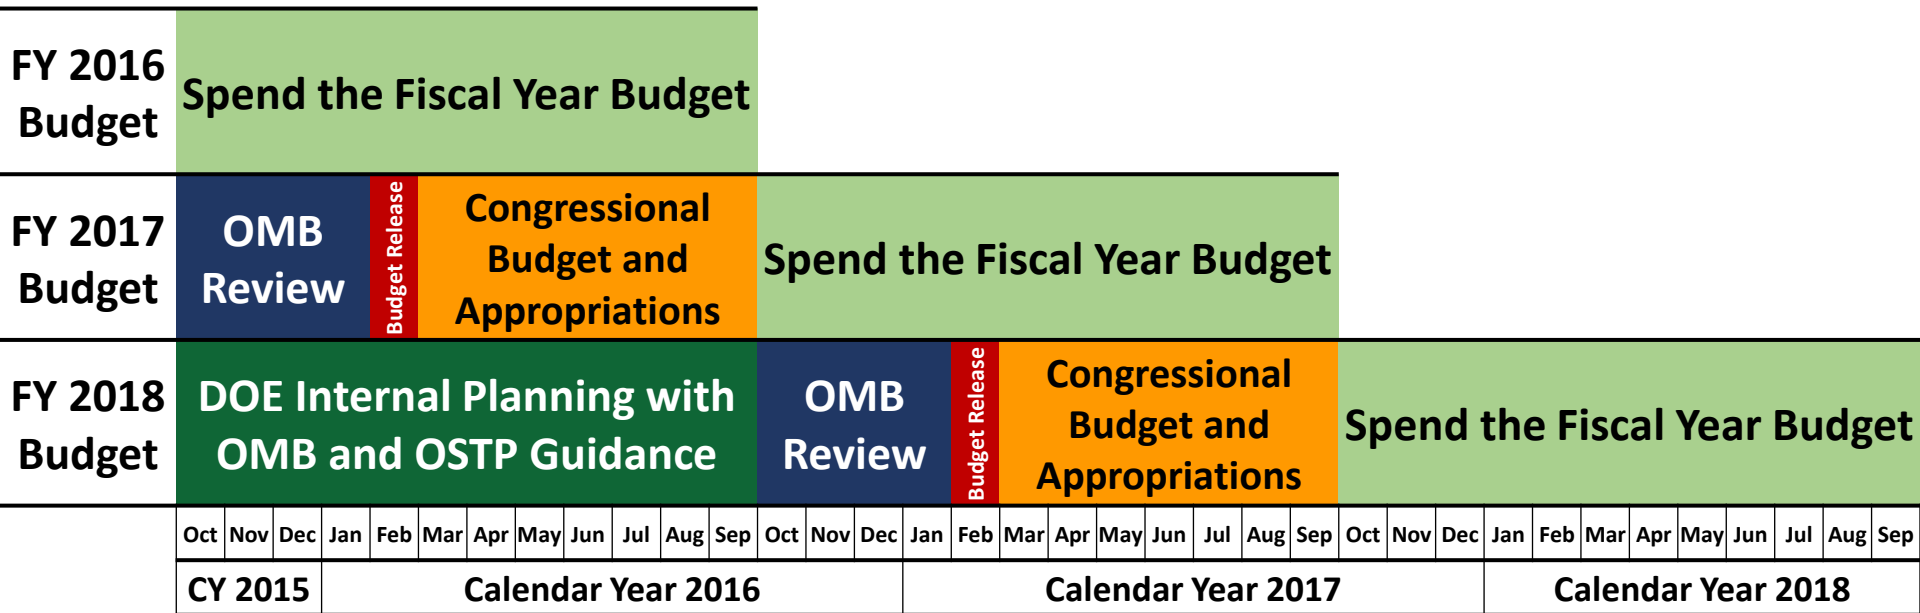 FY 2016
Budget
Spend the Fiscal Year Budget
FY 2017
Budget
OMB
Review
Budget Release
Congressional
Budget and
Appropriations
Spend the Fiscal Year Budget
FY 2018
Budget
DOE Internal Planning with
OMB and OSTP Guidance
OMB
Review
Budget Release
Congressional
Budget and
Appropriations
Spend the Fiscal Year Budget
Oct Nov Dec Jan Feb Mar Apr May Jun Jul Aug Sep Oct Nov Dec Jan Feb Mar Apr May Jun Jul Aug Sep Oct Nov Dec Jan Feb Mar Apr May Jun Jul Aug Sep
CY 2015 Calendar Year 2016 Calendar Year 2017 Calendar Year 2018